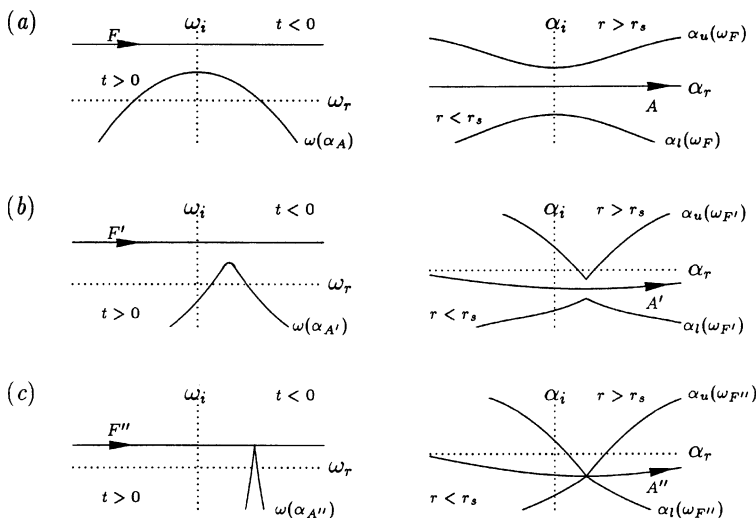 (a)
F
ω_i
t < 0
t > 0
ω_r
ω(α_A)
α_i
r > r_s
α_u(ω_F)
α_r
A
r < r_s
α_l(ω_F)
(b)
F′
ω_i
t < 0
ω_r
t > 0
ω(α_A′)
α_i
r > r_s
α_u(ω_F′)
α_r
A′
r < r_s
α_l(ω_F′)
(c)
F″
ω_i
t < 0
ω_r
t > 0
ω(α_A″)
α_i
r > r_s
α_u(ω_F″)
α_r
A″
r < r_s
α_l(ω_F″)